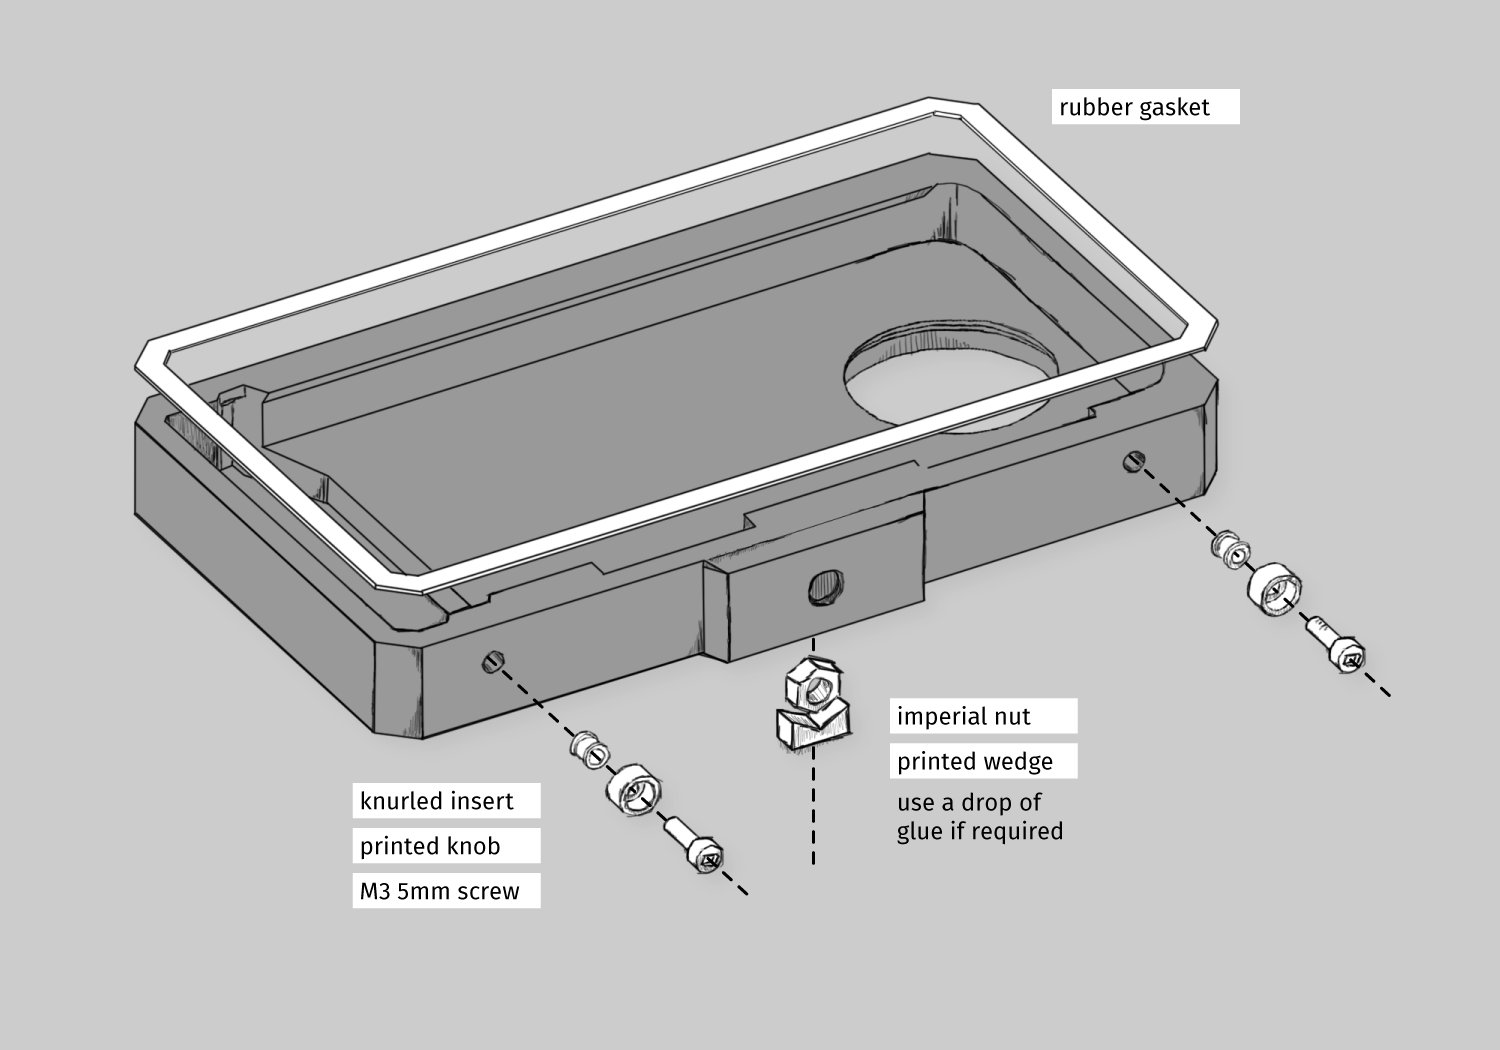 rubber gasket
imperial nut
printed wedge
use a drop of
glue if required
knurled insert
printed knob
M3 5mm screw